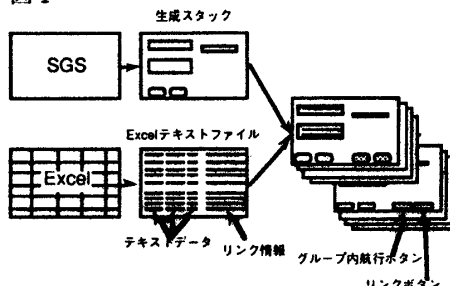 生成スタック
SGS
Excelテキストファイル
Excel
テキストデータ
リンク情報
グループ内航行ボタン
リンクボタン